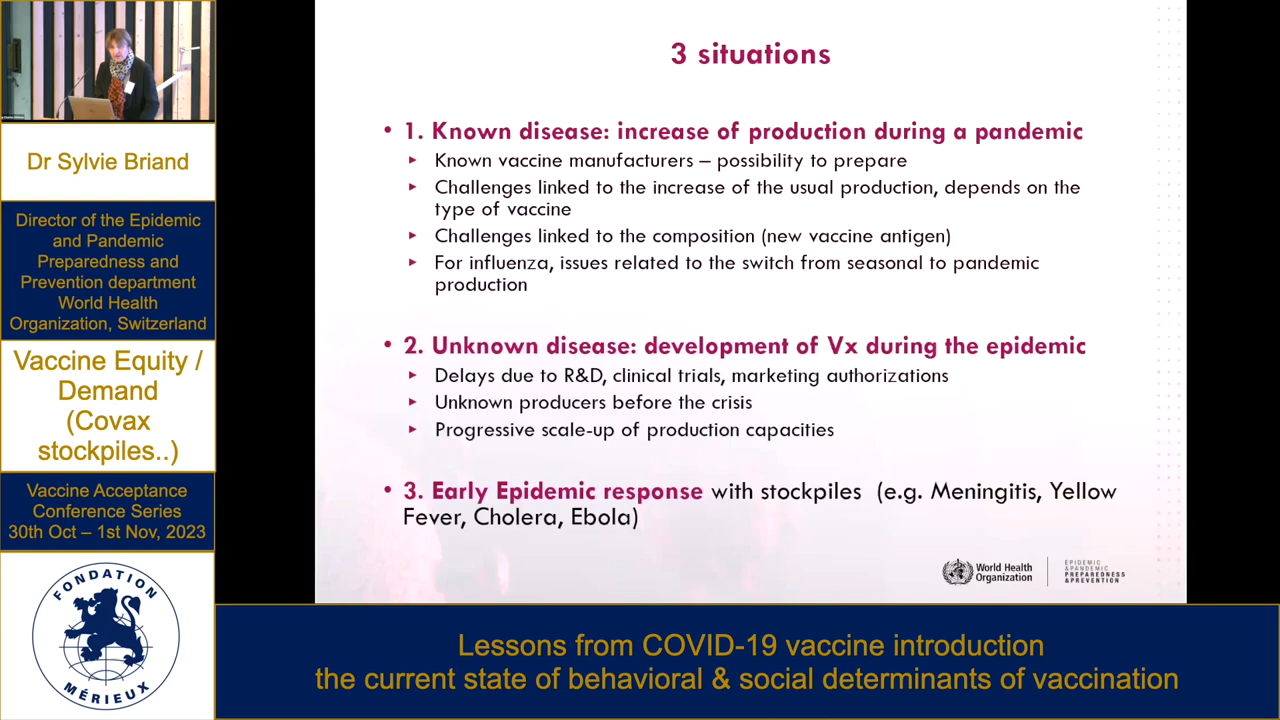 Dr Sylvie Briand
Director of the Epidemic
and Pandemic
Preparedness and
Prevention department
World Health
Organization, Switzerland
Vaccine Equity /
Demand
(Covax
stockpiles..)
Vaccine Acceptance
Conference Series
30th Oct – 1st Nov, 2023
FONDATION
MÉRIEUX
3 situations
• 1. Known disease: increase of production during a pandemic
▸ Known vaccine manufacturers – possibility to prepare
▸ Challenges linked to the increase of the usual production, depends on the
type of vaccine
▸ Challenges linked to the composition (new vaccine antigen)
▸ For influenza, issues related to the switch from seasonal to pandemic
production
• 2. Unknown disease: development of Vx during the epidemic
▸ Delays due to R&D, clinical trials, marketing authorizations
▸ Unknown producers before the crisis
▸ Progressive scale-up of production capacities
• 3. Early Epidemic response with stockpiles (e.g. Meningitis, Yellow
Fever, Cholera, Ebola)
World Health
Organization
EPIDEMIC
&PANDEMIC
PREPAREDNESS
&PREVENTION
Lessons from COVID-19 vaccine introduction
the current state of behavioral & social determinants of vaccination